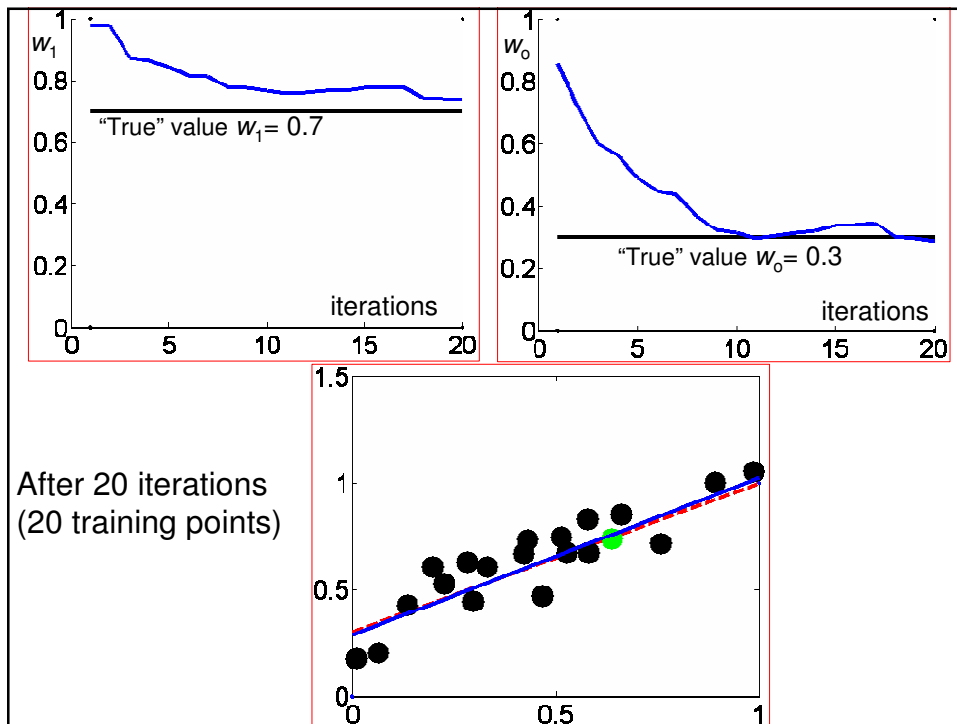 1
w1
0.8
0.6
0.4
0.2
0
"True" value w1= 0.7
iterations
0 5 10 15 20
1
wo
0.8
0.6
0.4
0.2
0
"True" value wo= 0.3
iterations
0 5 10 15 20
After 20 iterations
(20 training points)
1.5
1
0.5
0
0 0.5 1